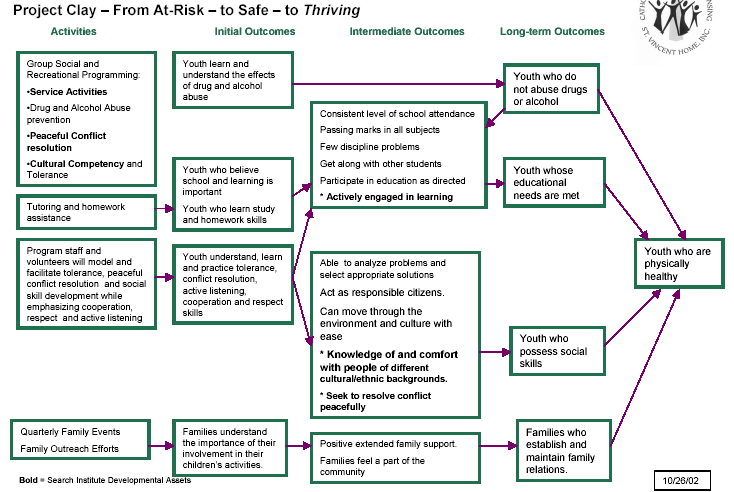 Project Clay – From At-Risk – to Safe – to Thriving
Activities
Initial Outcomes
Intermediate Outcomes
Long-term Outcomes
ST. VINCENT HOME, INC.
Group Social and
Recreational Programming:
•Service Activities
•Drug and Alcohol Abuse
prevention
•Peaceful Conflict
resolution
•Cultural Competency and
Tolerance
Tutoring and homework
assistance
Program staff and
volunteers will model and
facilitate tolerance, peaceful
conflict resolution and social
skill development while
emphasizing cooperation,
respect and active listening
Quarterly Family Events
Family Outreach Efforts
Youth learn and
understand the effects
of drug and alcohol
abuse
Youth who believe
school and learning is
important
Youth who learn study
and homework skills
Youth understand, learn
and practice tolerance,
conflict resolution,
active listening,
cooperation and respect
skills
Families understand
the importance of their
involvement in their
children's activities.
Consistent level of school attendance
Passing marks in all subjects
Few discipline problems
Get along with other students
Participate in education as directed
* Actively engaged in learning
Able to analyze problems and
select appropriate solutions
Act as responsible citizens.
Can move through the
environment and culture with
ease
* Knowledge of and comfort
with people of different
cultural/ethnic backgrounds.
* Seek to resolve conflict
peacefully
Positive extended family support.
Families feel a part of the
community
Youth who do
not abuse drugs
or alcohol
Youth whose
educational
needs are met
Youth who
possess social
skills
Families who
establish and
maintain family
relations.
Youth who are
physically
healthy
Bold = Search Institute Developmental Assets
10/26/02